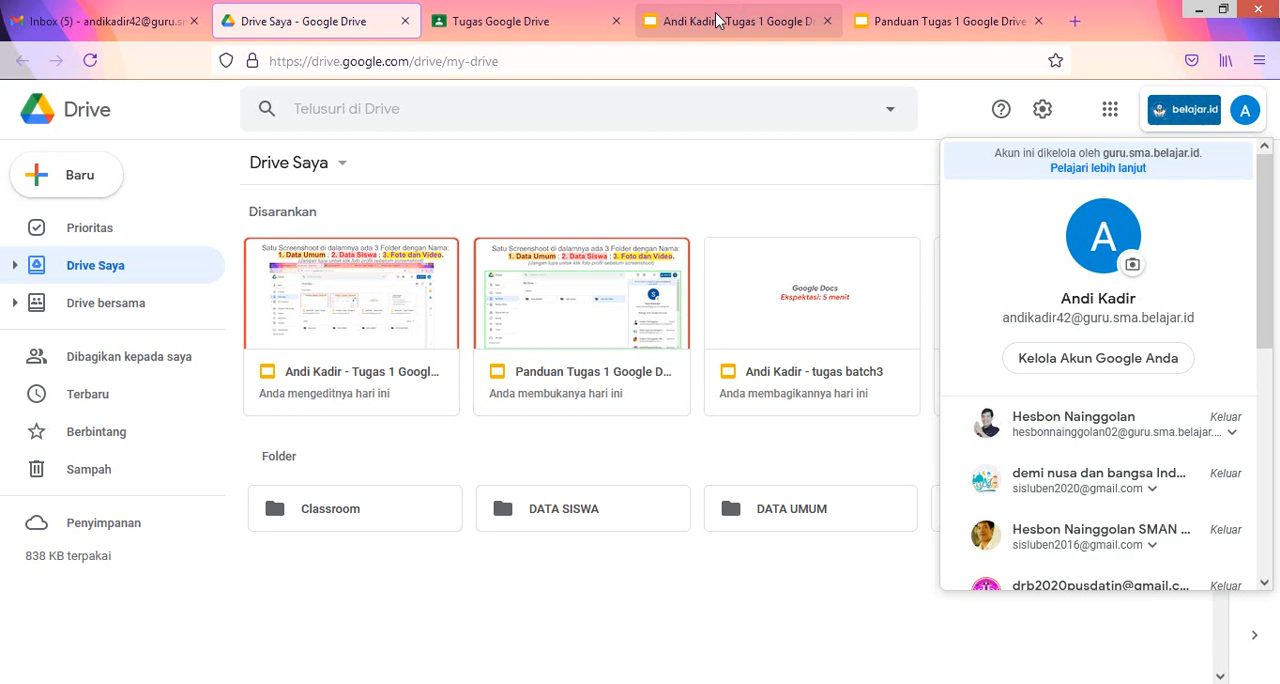 Inbox (5) - andikadir42@guru.sm
Drive Saya - Google Drive
Tugas Google Drive
Andi Kadir - Tugas 1 Google D
Panduan Tugas 1 Google Drive
https://drive.google.com/drive/my-drive
Drive
Telusuri di Drive
belajar.id
A
Baru
Prioritas
Drive Saya
Drive bersama
Dibagikan kepada saya
Terbaru
Berbintang
Sampah
Penyimpanan
838 KB terpakai
Drive Saya
Disarankan
Satu Screenshoot di dalamnya ada 3 Folder dengan Nama:
1. Data Umum ; 2. Data Siswa ; 3. Foto dan Video.
Andi Kadir - Tugas 1 Googl...
Anda mengeditnya hari ini
Satu Screenshoot di dalamnya ada 3 Folder dengan Nama:
1. Data Umum ; 2. Data Siswa ; 3. Foto dan Video.
(Jangan lupa untuk klik foto profil sebelum screenshoot)
Panduan Tugas 1 Google D...
Anda membukanya hari ini
Google Docs
Ekspektasi: 5 menit
Andi Kadir - tugas batch3
Anda membagikannya hari ini
Folder
Classroom
DATA SISWA
DATA UMUM
Akun ini dikelola oleh guru.sma.belajar.id.
Pelajari lebih lanjut
A
Andi Kadir
andikadir42@guru.sma.belajar.id
Kelola Akun Google Anda
Hesbon Nainggolan
Keluar
hesbonnainggolan02@guru.sma.belajar....
demi nusa dan bangsa Ind...
Keluar
sisluben2020@gmail.com
Hesbon Nainggolan SMAN ...
Keluar
sisluben2016@gmail.com
drb2020pusdatin@gmail.c...
Keluar